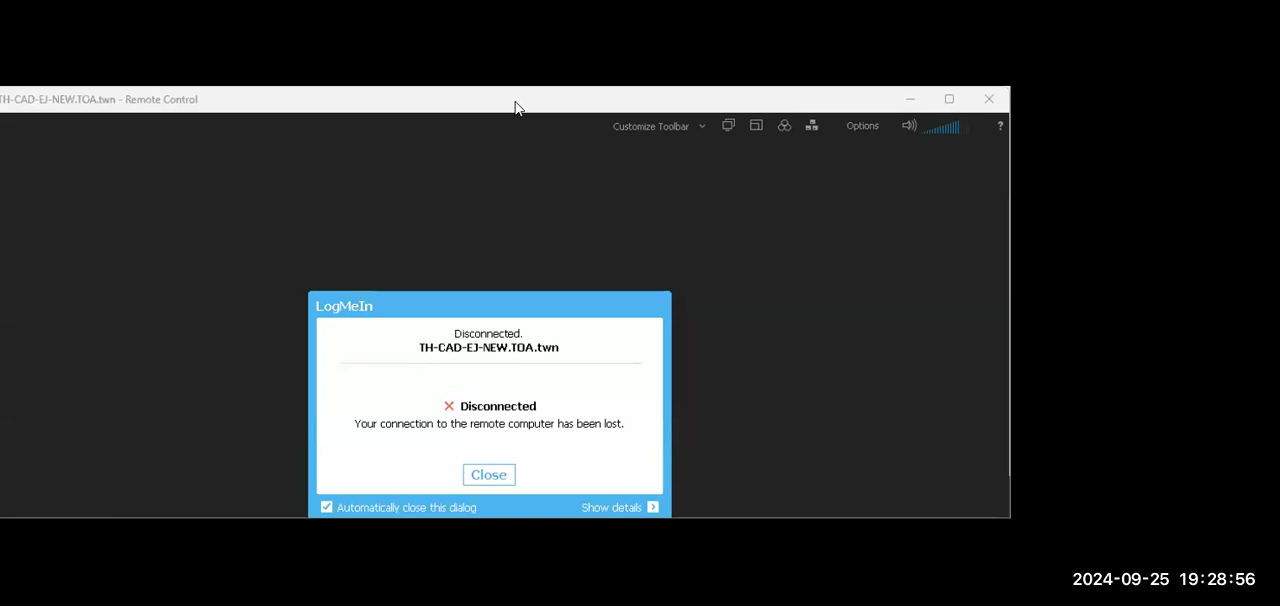 TH-CAD-EJ-NEW.TOA.twn - Remote Control
Customize Toolbar
Options
?
LogMeIn
Disconnected.
TH-CAD-EJ-NEW.TOA.twn
Disconnected
Your connection to the remote computer has been lost.
Close
Automatically close this dialog
Show details
2024-09-25 19:28:56